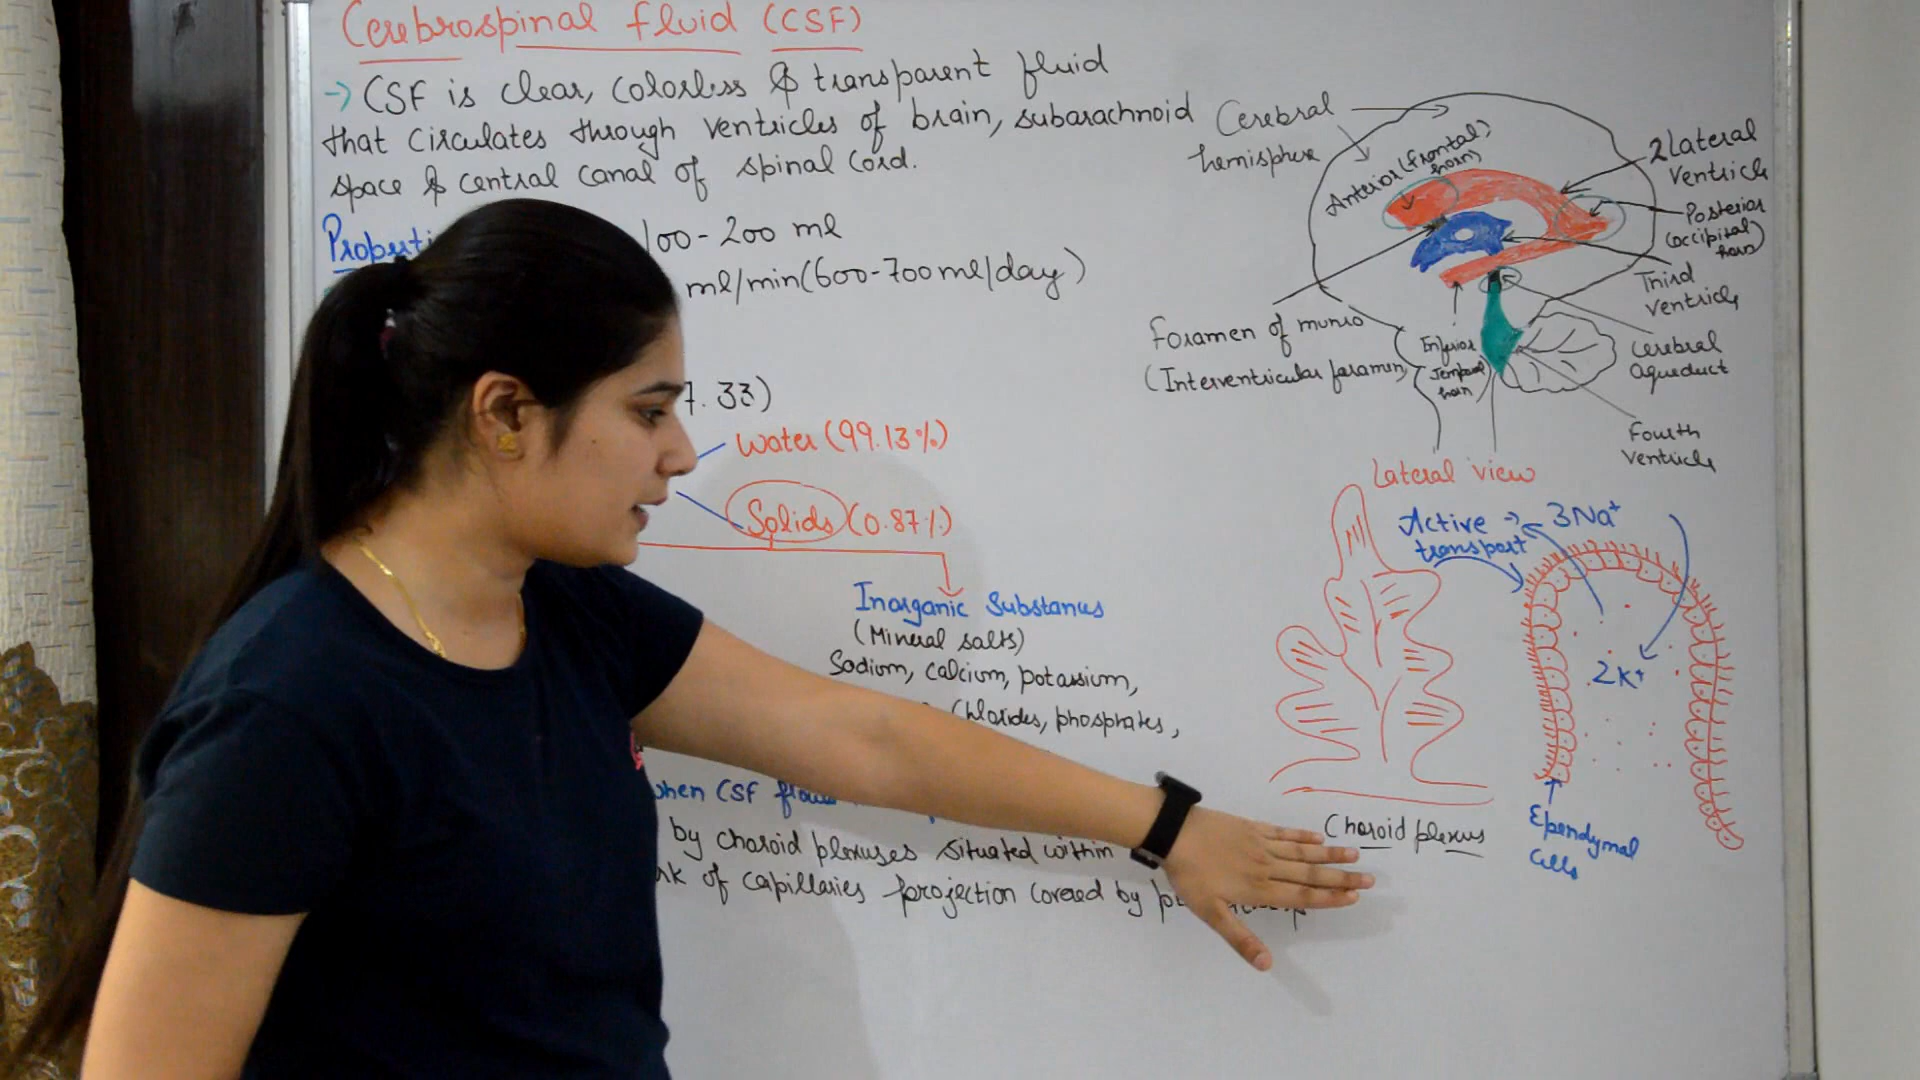 Cerebrospinal fluid (CSF)
→ CSF is clear, colorless & transparent fluid
that circulates through ventricles of brain, subarachnoid
space & central canal of spinal cord.
Properti
100-200 ml
ml/min(600-700ml/day)
7.33)
Water (99.13%)
Solids (0.87%)
Inorganic Substances
(Mineral salts)
Sodium, calcium, potassium,
Chlorides, phosphates,
when CSF flows
by choroid plexuses situated within
of capillaries projection covered by
Cerebral
hemisphere
Anterior (frontal
horn)
2 Lateral
ventricle
Posterior
(occipital
horn)
Third
ventricle
Foramen of munro
(Interventricular foramen)
Inferior
temporal
horn
Cerebral
aqueduct
Fourth
ventricle
Lateral view
Active → 3Na⁺
transport
2K⁺
Choroid plexus
Ependymal
Cells